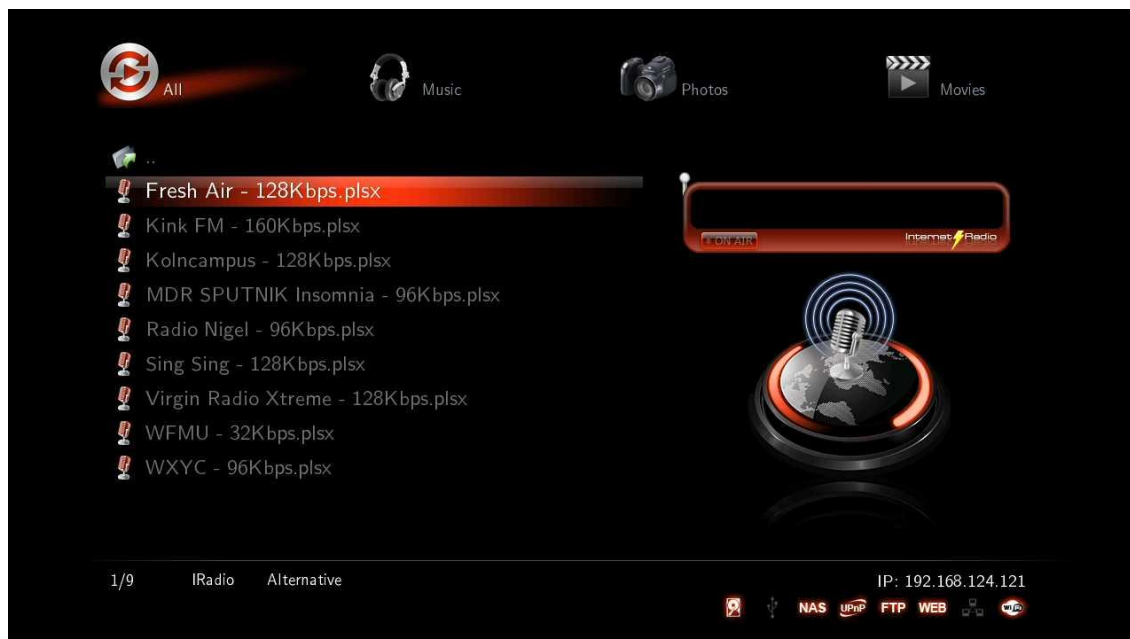 All
Music
Photos
Movies
..
Fresh Air - 128Kbps.plsx
Kink FM - 160Kbps.plsx
Kolncampus - 128Kbps.plsx
MDR SPUTNIK Insomnia - 96Kbps.plsx
Radio Nigel - 96Kbps.plsx
Sing Sing - 128Kbps.plsx
Virgin Radio Xtreme - 128Kbps.plsx
WFMU - 32Kbps.plsx
WXYC - 96Kbps.plsx
ON AIR
Internet Radio
1/9 IRadio Alternative
IP: 192.168.124.121
NAS UPnP FTP WEB WiFi